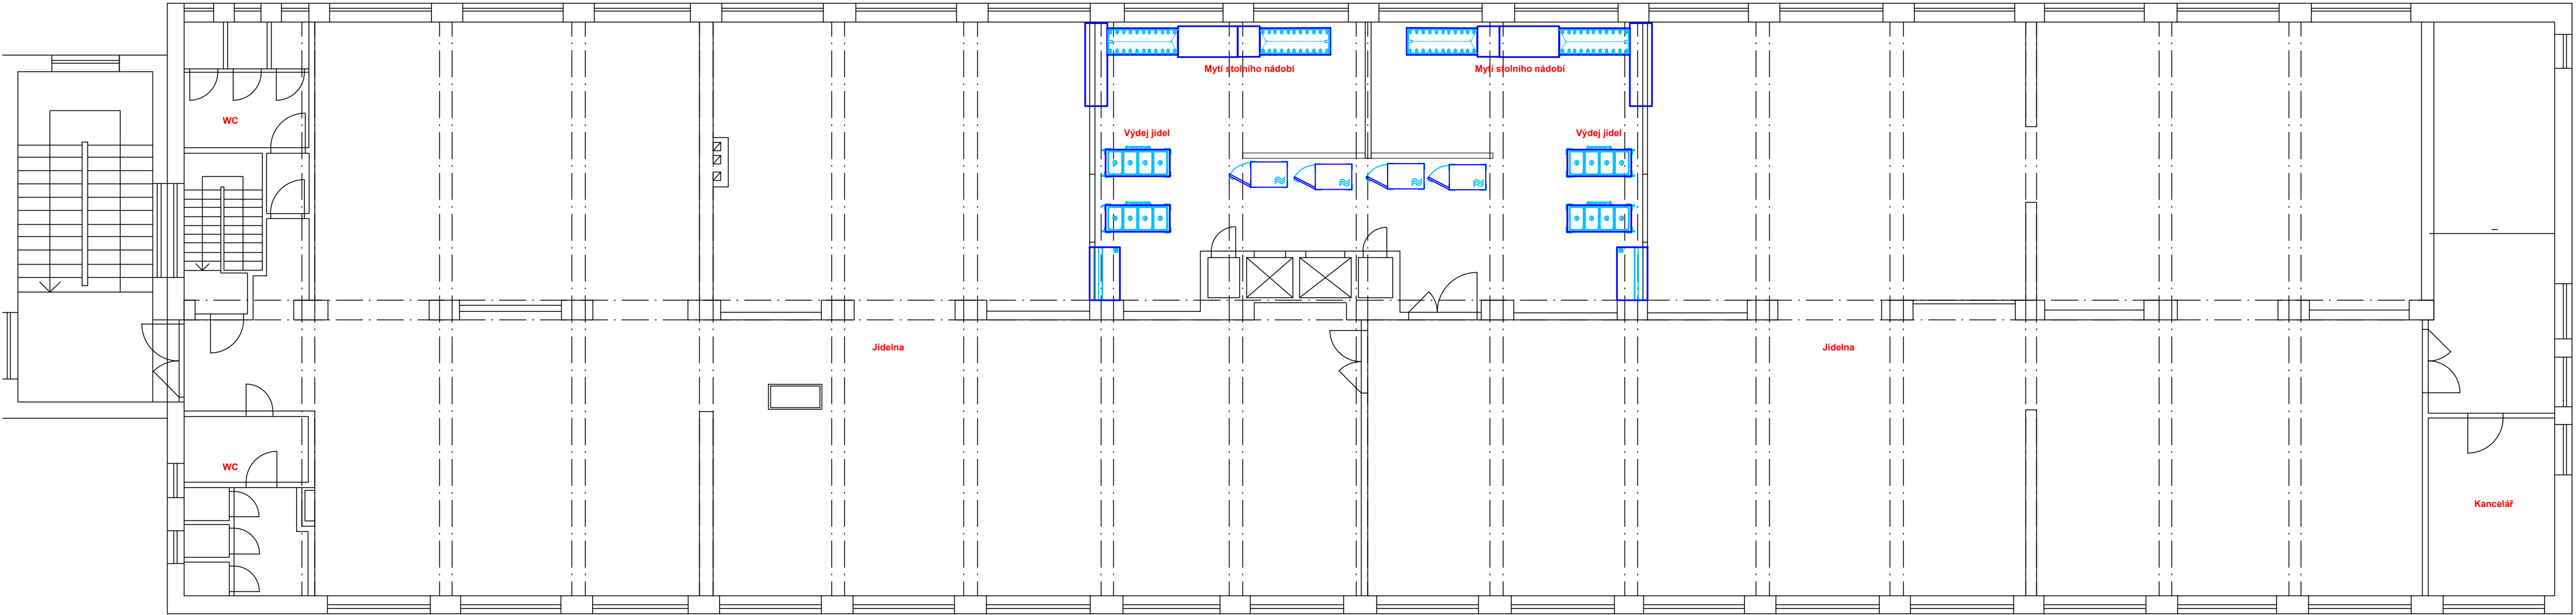 Mytí stolního nádobí
Mytí stolního nádobí
WC
Výdej jídel
Výdej jídel
Jídelna
Jídelna
WC
Kancelář